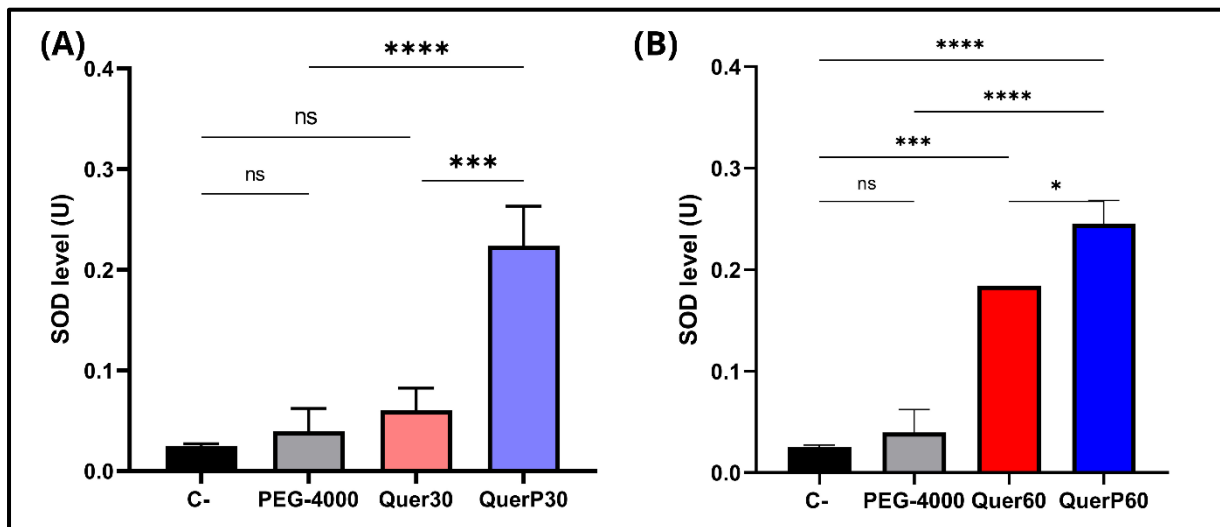 (A)
SOD level (U)
0.4
0.3
0.2
0.1
0.0
****
ns
***
ns
C-
PEG-4000
Quer30
QuerP30
(B)
SOD level (U)
0.4
0.3
0.2
0.1
0.0
****
****
***
ns
*
C-
PEG-4000
Quer60
QuerP60